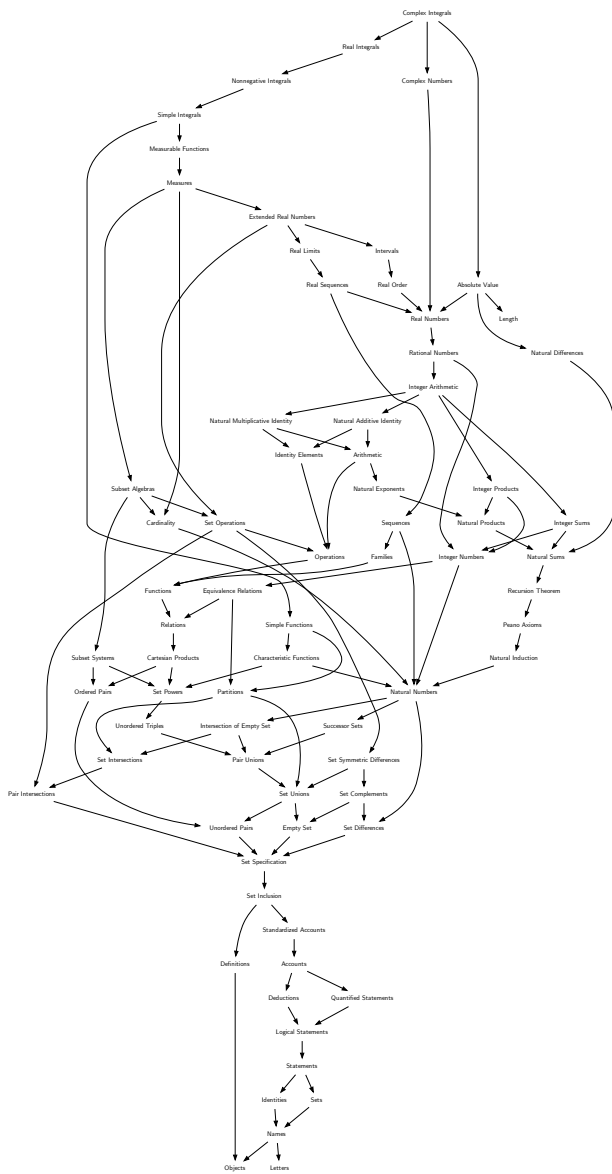 Complex Integrals
Real Integrals
Nonnegative Integrals
Complex Numbers
Simple Integrals
Measurable Functions
Measures
Extended Real Numbers
Real Limits
Intervals
Real Sequences
Real Order
Absolute Value
Real Numbers
Length
Rational Numbers
Natural Differences
Integer Arithmetic
Natural Multiplicative Identity
Natural Additive Identity
Identity Elements
Arithmetic
Subset Algebras
Natural Exponents
Integer Products
Cardinality
Set Operations
Sequences
Natural Products
Integer Sums
Operations
Families
Integer Numbers
Natural Sums
Functions
Equivalence Relations
Recursion Theorem
Relations
Simple Functions
Peano Axioms
Subset Systems
Cartesian Products
Characteristic Functions
Natural Induction
Ordered Pairs
Set Powers
Partitions
Natural Numbers
Unordered Triples
Intersection of Empty Set
Successor Sets
Set Intersections
Pair Unions
Set Symmetric Differences
Pair Intersections
Set Unions
Set Complements
Unordered Pairs
Empty Set
Set Differences
Set Specification
Set Inclusion
Standardized Accounts
Definitions
Accounts
Deductions
Quantified Statements
Logical Statements
Statements
Identities
Sets
Names
Objects
Letters